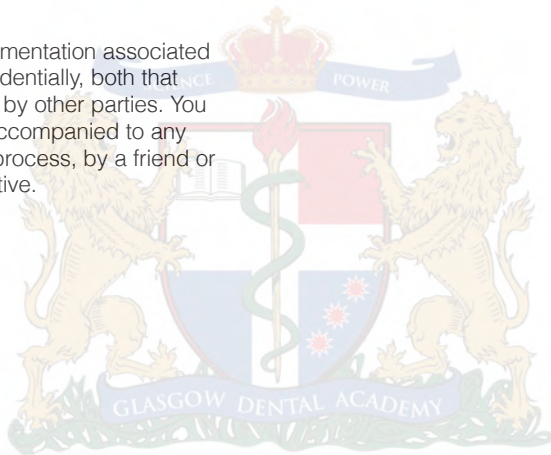 mentation associated
dentially, both that
SCIENCE POWER
by other parties. You
ccompanied to any
process, by a friend or
tive.
GLASGOW DENTAL ACADEMY